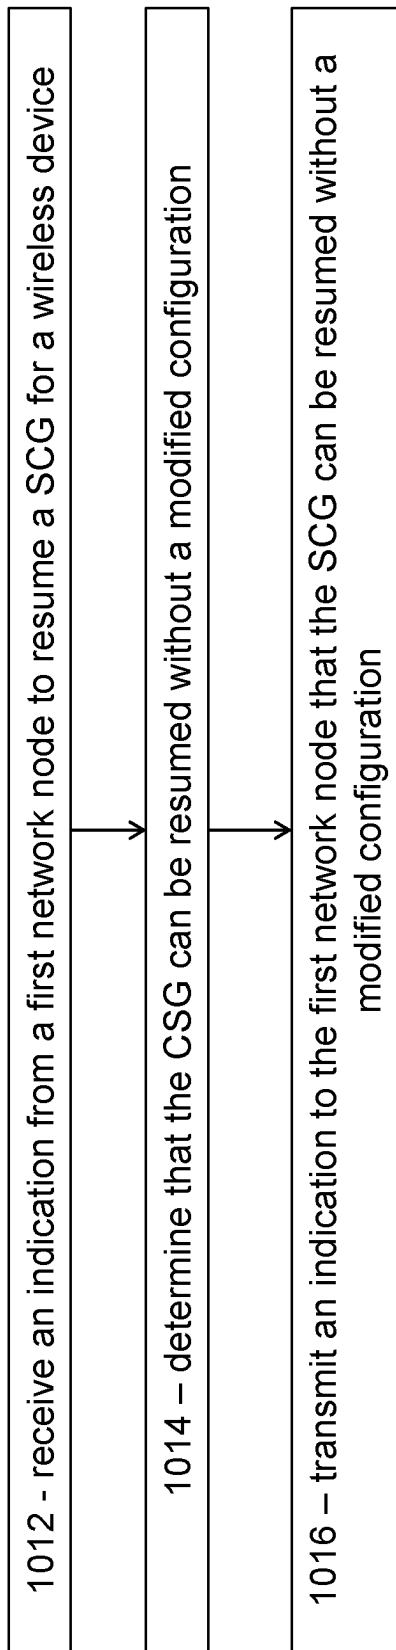 1012 - receive an indication from a first network node to resume a SCG for a wireless device
1014 – determine that the CSG can be resumed without a modified configuration
1016 – transmit an indication to the first network node that the SCG can be resumed without a
modified configuration